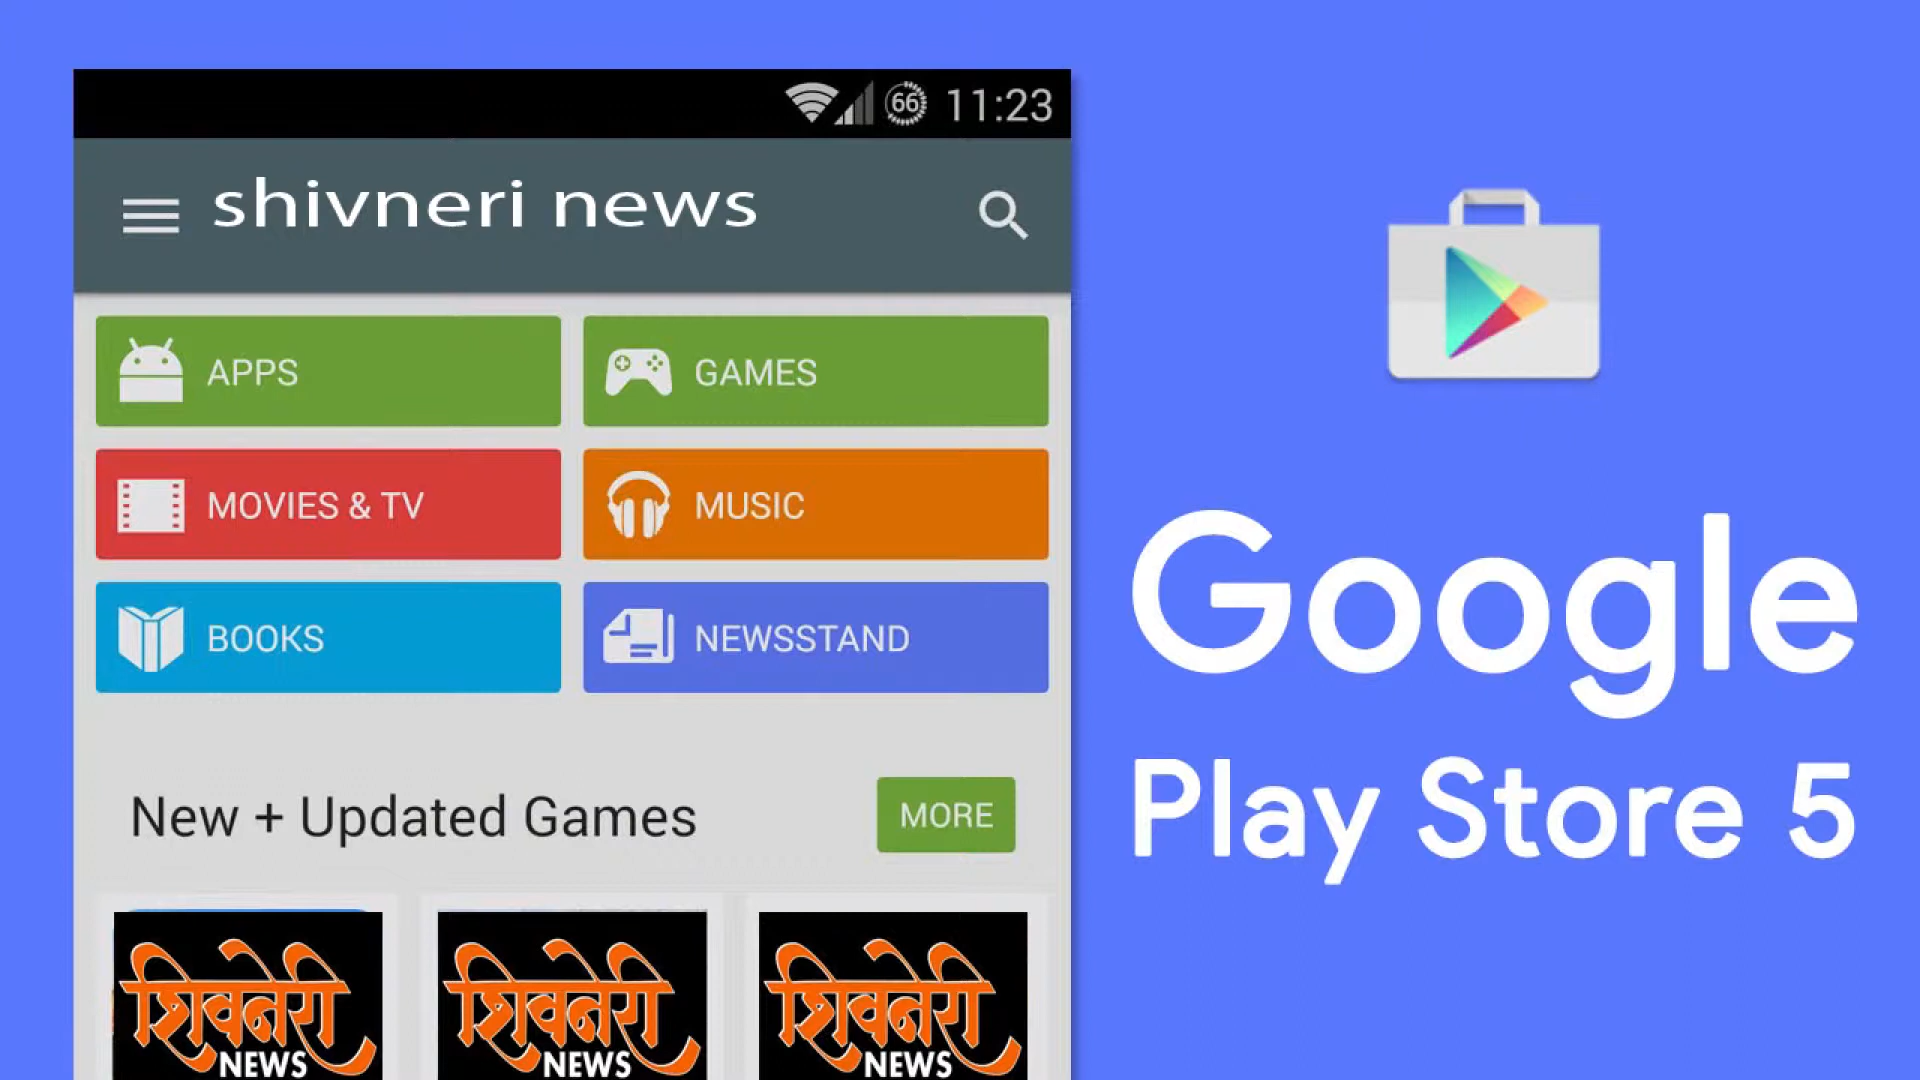 66 11:23
shivneri news
APPS
GAMES
MOVIES & TV
MUSIC
BOOKS
NEWSSTAND
New + Updated Games
MORE
शिवनेरी
NEWS
शिवनेरी
NEWS
शिवनेरी
NEWS
Google
Play Store 5